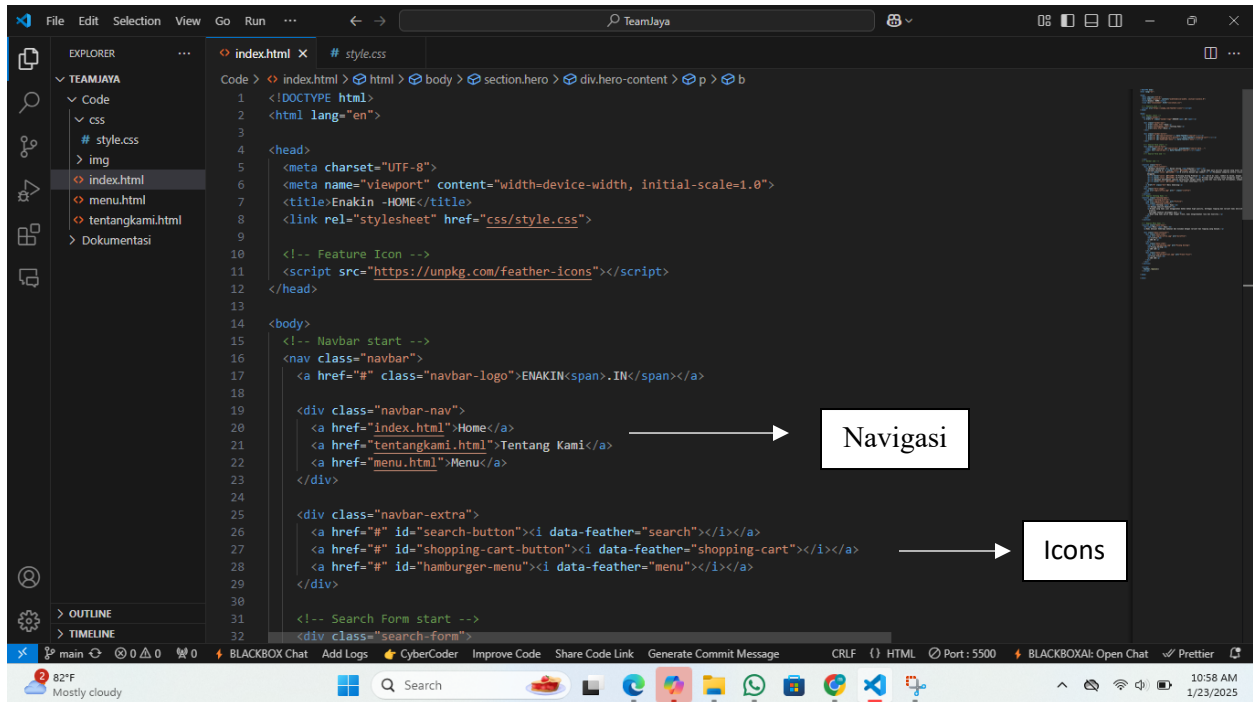 File Edit Selection View Go Run ··· TeamJaya
EXPLORER ···
TEAMJAYA
Code
css
# style.css
img
index.html
menu.html
tentangkami.html
Dokumentasi
OUTLINE
TIMELINE
index.html # style.css
Code > index.html > html > body > section.hero > div.hero-content > p > b
1 <!DOCTYPE html>
2 <html lang="en">
3
4 <head>
5 <meta charset="UTF-8">
6 <meta name="viewport" content="width=device-width, initial-scale=1.0">
7 <title>Enakin -HOME</title>
8 <link rel="stylesheet" href="css/style.css">
9
10 <!-- Feature Icon -->
11 <script src="https://unpkg.com/feather-icons"></script>
12 </head>
13
14 <body>
15 <!-- Navbar start -->
16 <nav class="navbar">
17 <a href="#" class="navbar-logo">ENAKIN<span>.IN</span></a>
18
19 <div class="navbar-nav">
20 <a href="index.html">Home</a>
21 <a href="tentangkami.html">Tentang Kami</a>
22 <a href="menu.html">Menu</a>
23 </div>
24
25 <div class="navbar-extra">
26 <a href="#" id="search-button"><i data-feather="search"></i></a>
27 <a href="#" id="shopping-cart-button"><i data-feather="shopping-cart"></i></a>
28 <a href="#" id="hamburger-menu"><i data-feather="menu"></i></a>
29 </div>
30
31 <!-- Search Form start -->
32 <div class="search-form">
Navigasi
Icons
main 0 0 0 BLACKBOX Chat Add Logs CyberCoder Improve Code Share Code Link Generate Commit Message CRLF {} HTML Port : 5500 BLACKBOXAI: Open Chat Prettier
2 82°F
Mostly cloudy
Search
10:58 AM
1/23/2025